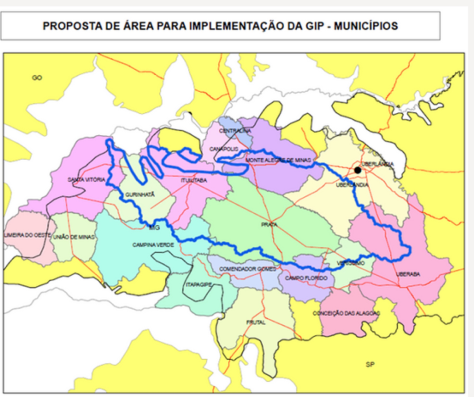 PROPOSTA DE ÁREA PARA IMPLEMENTAÇÃO DA GIP - MUNICÍPIOS
GO
CENTRALINA
CANÁPOLIS
MONTE ALEGRE DE MINAS
UBERLÂNDIA
SANTA VITÓRIA
ITUIUTABA
UBERLÂNDIA
GURINHATÃ
PRATA
MG
LIMEIRA DO OESTE
UNIÃO DE MINAS
CAMPINA VERDE
VERÍSSIMO
COMENDADOR GOMES
UBERABA
CAMPO FLORIDO
ITAPAGIPE
CONCEIÇÃO DAS ALAGOAS
FRUTAL
SP